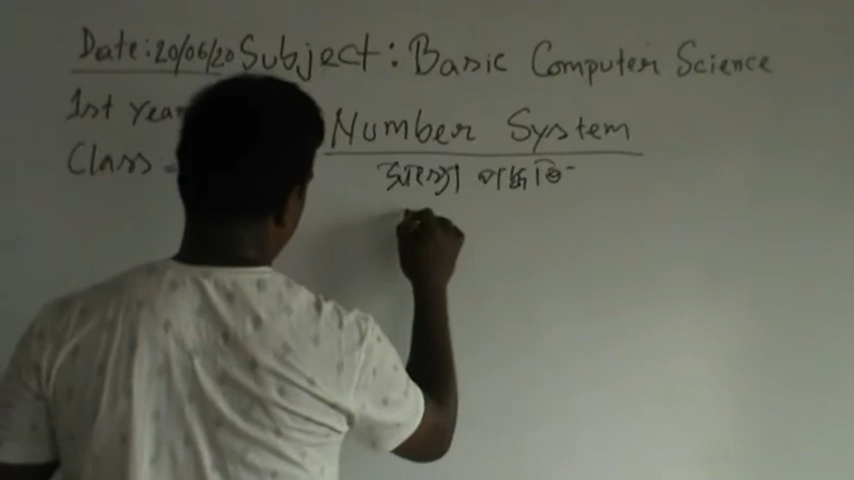 Date: 20/06/20 Subject: Basic Computer Science
1st Year Number System
Class - সংখ্যা পদ্ধতি